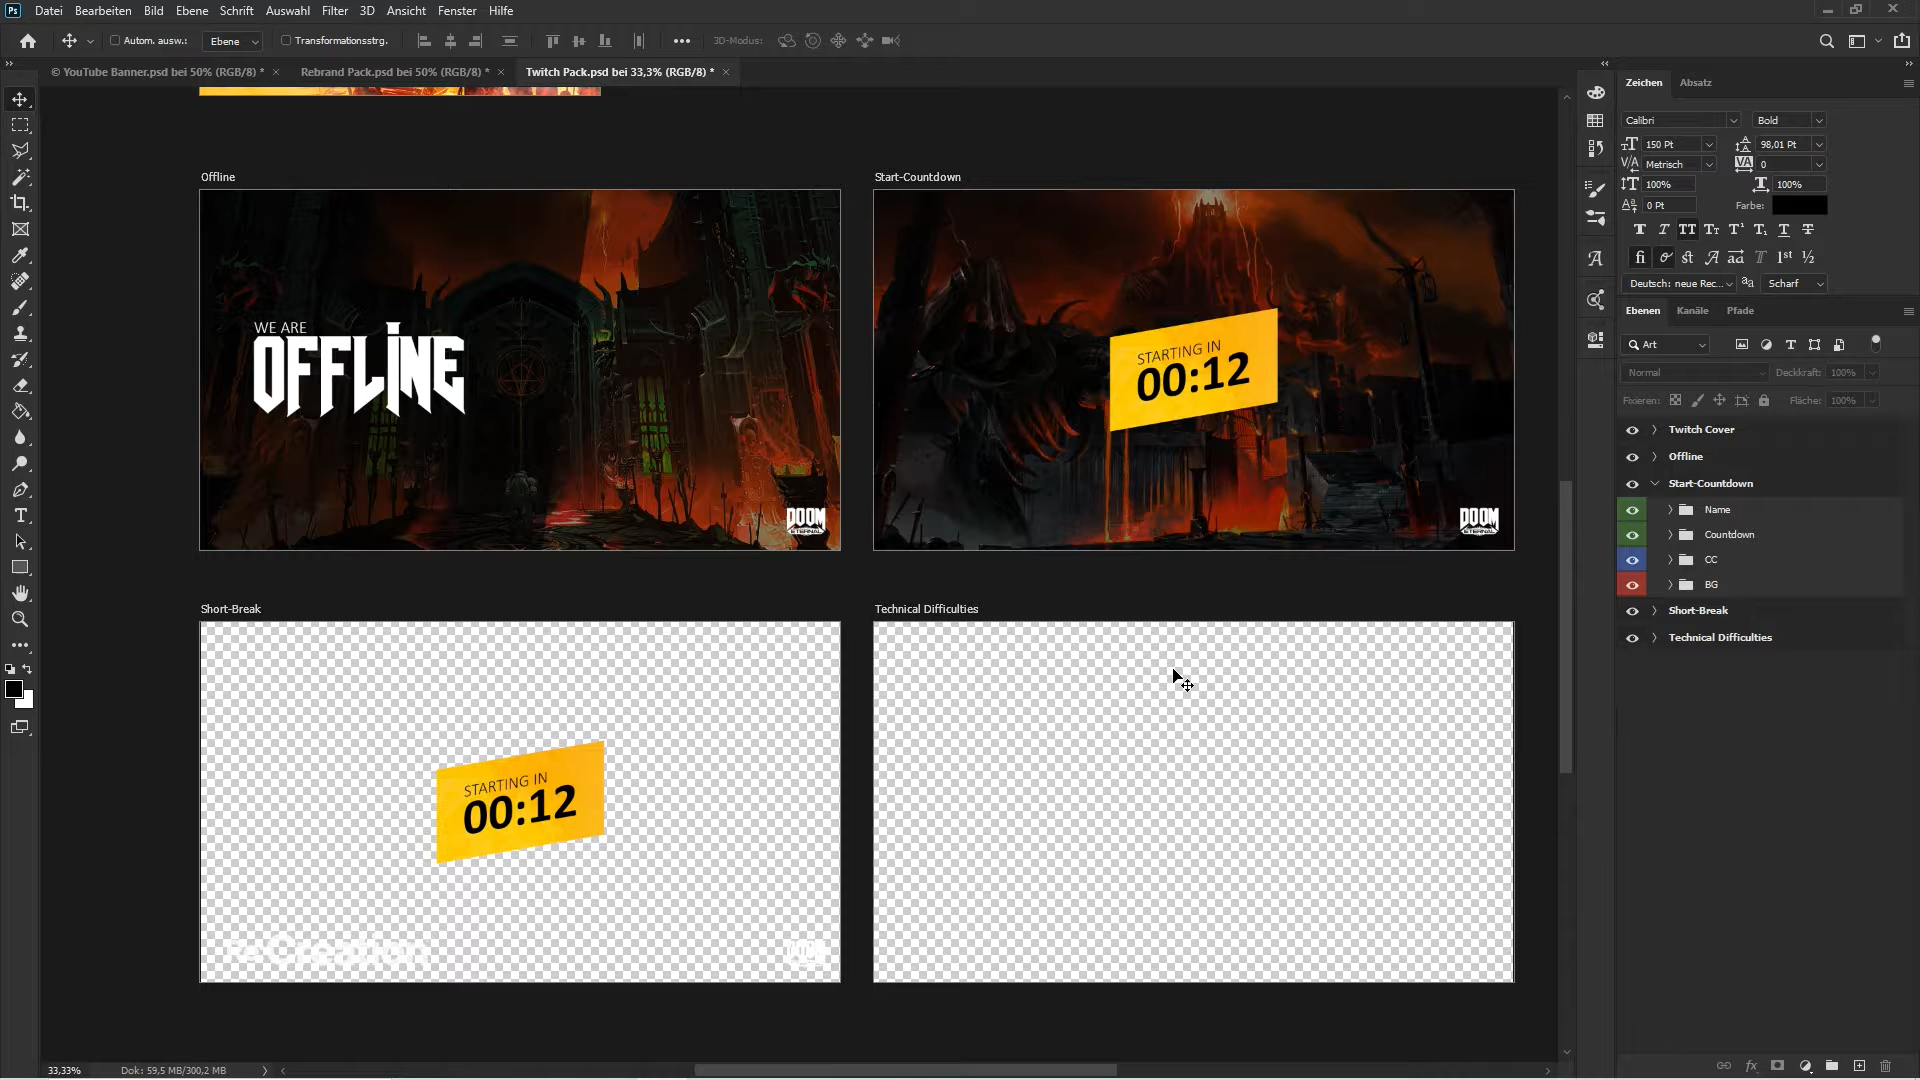 Ps Datei Bearbeiten Bild Ebene Schrift Auswahl Filter 3D Ansicht Fenster Hilfe
Autom. ausw.: Ebene Transformationsstrg. 3D-Modus:
© YouTube Banner.psd bei 50% (RGB/8) * Rebrand Pack.psd bei 50% (RGB/8) * Twitch Pack.psd bei 33,3% (RGB/8) *
Offline
WE ARE
OFFLINE
DOOM
ETERNAL
Start-Countdown
STARTING IN
00:12
DOOM
ETERNAL
Short-Break
STARTING IN
00:12
ReCreation
DOOM
Technical Difficulties
Zeichen Absatz
Calibri Bold
150 Pt 98,01 Pt
Metrisch 0
100% 100%
0 Pt Farbe:
Deutsch: neue Rec... Scharf
Ebenen Kanäle Pfade
Art
Normal Deckkraft: 100%
Fixieren: Fläche: 100%
Twitch Cover
Offline
Start-Countdown
Name
Countdown
CC
BG
Short-Break
Technical Difficulties
33,33% Dok: 59,5 MB/300,2 MB